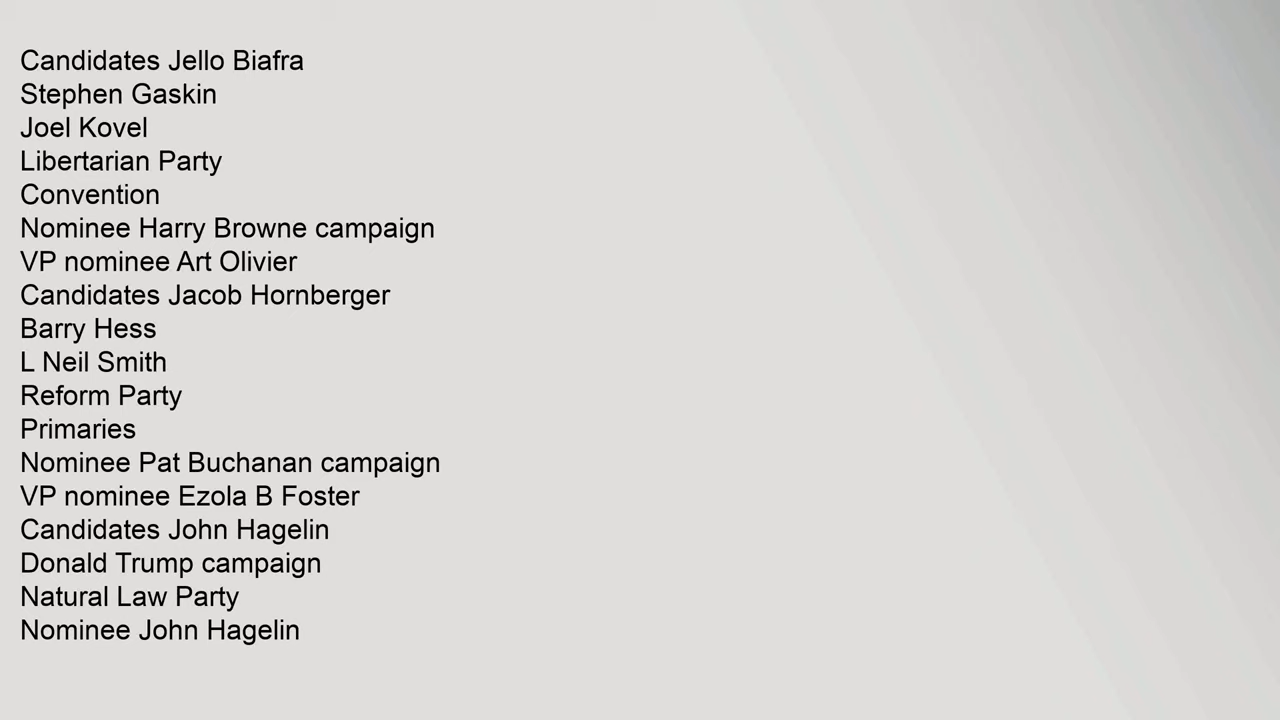 Candidates Jello Biafra
Stephen Gaskin
Joel Kovel
Libertarian Party
Convention
Nominee Harry Browne campaign
VP nominee Art Olivier
Candidates Jacob Hornberger
Barry Hess
L Neil Smith
Reform Party
Primaries
Nominee Pat Buchanan campaign
VP nominee Ezola B Foster
Candidates John Hagelin
Donald Trump campaign
Natural Law Party
Nominee John Hagelin